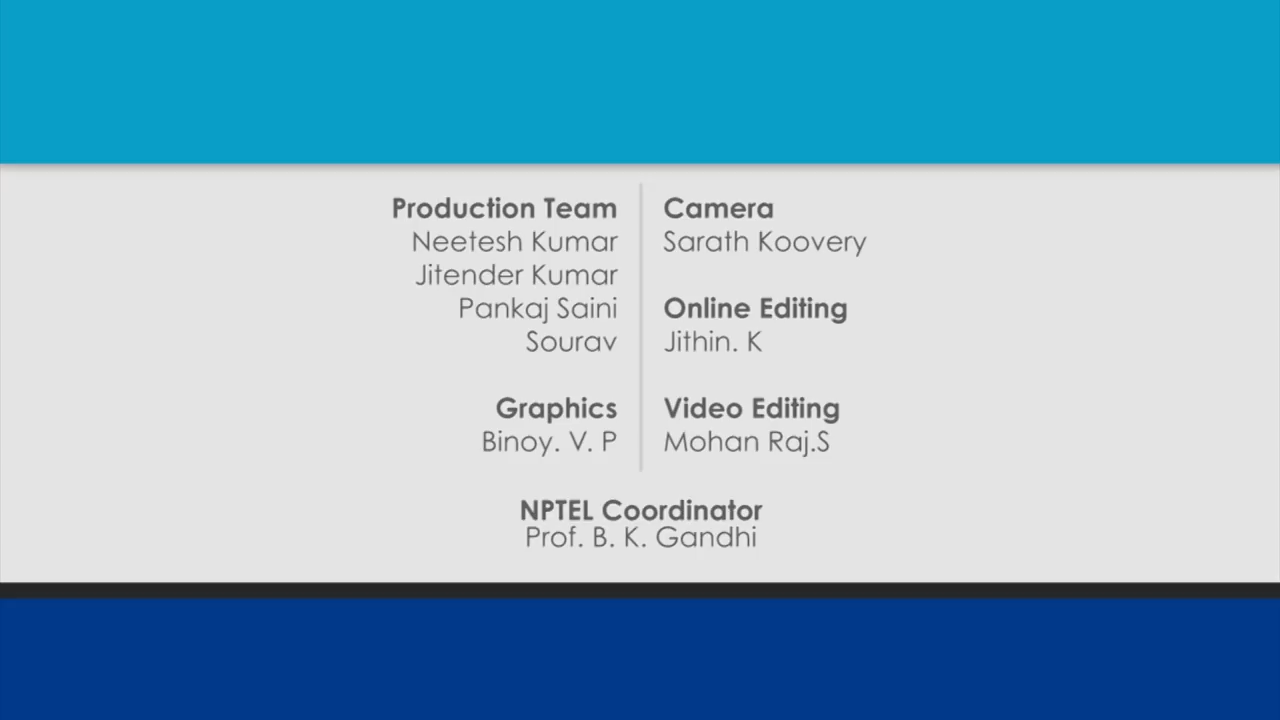 Production Team
Neetesh Kumar
Jitender Kumar
Pankaj Saini
Sourav
Graphics
Binoy. V. P
Camera
Sarath Koovery
Online Editing
Jithin. K
Video Editing
Mohan Raj.S
NPTEL Coordinator
Prof. B. K. Gandhi